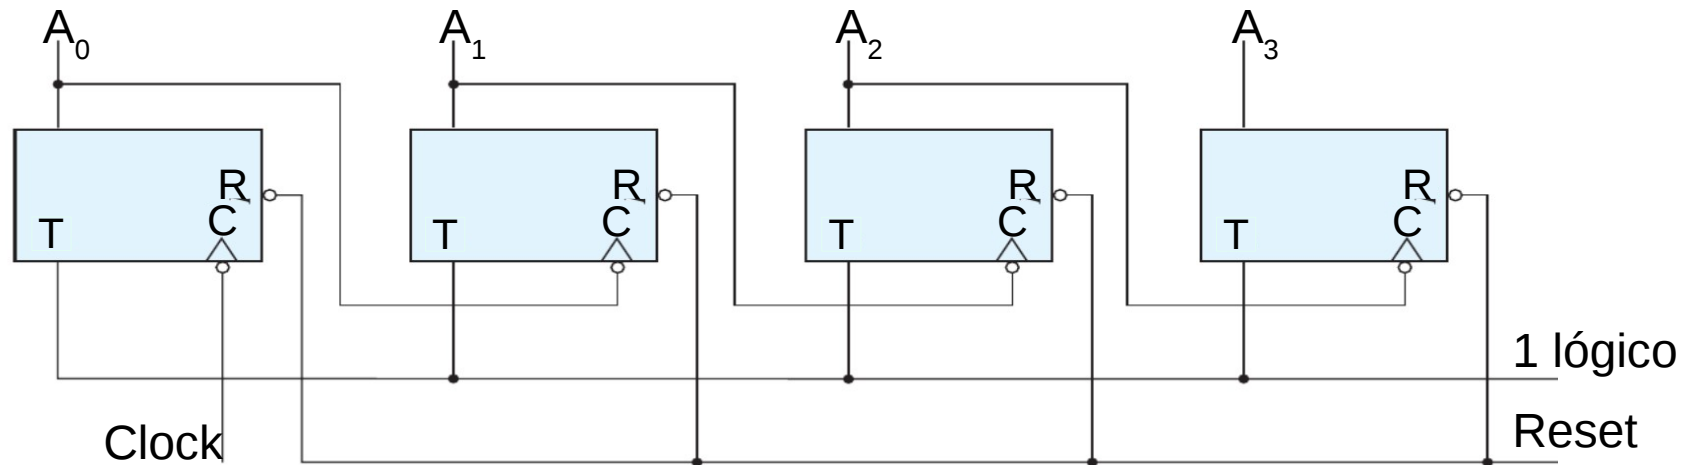 A0 A1 A2 A3
R R R R
C C C C
T T T T
1 lógico
Clock Reset